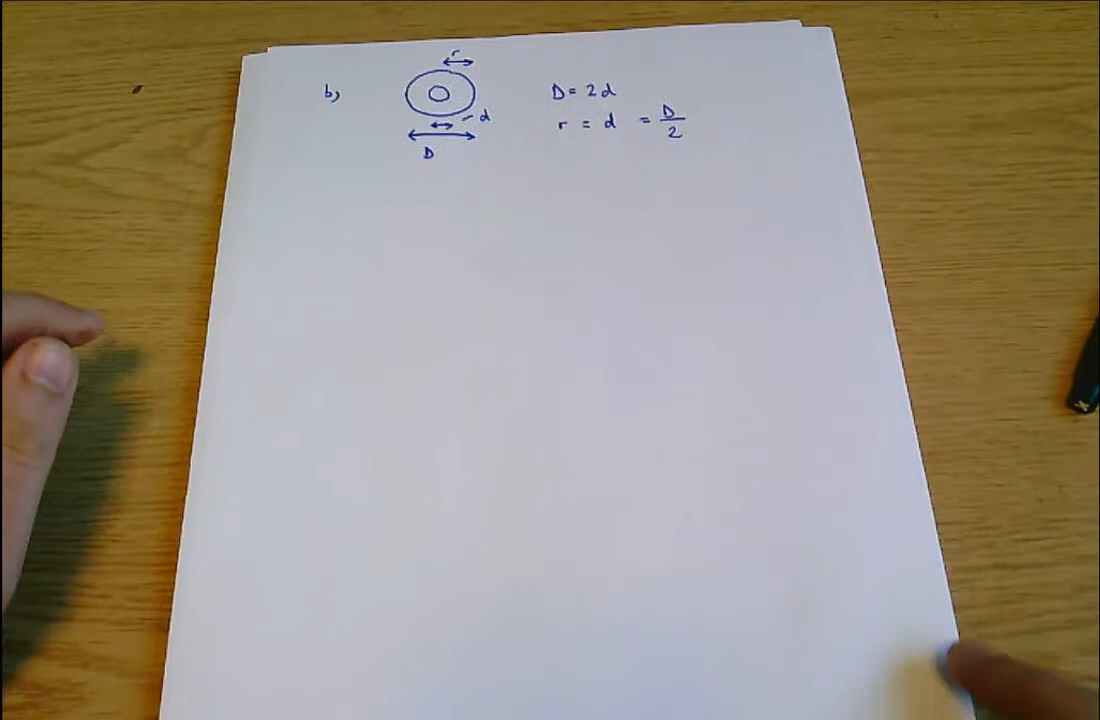 r
b)
D = 2d
d
r = d = D/2
D